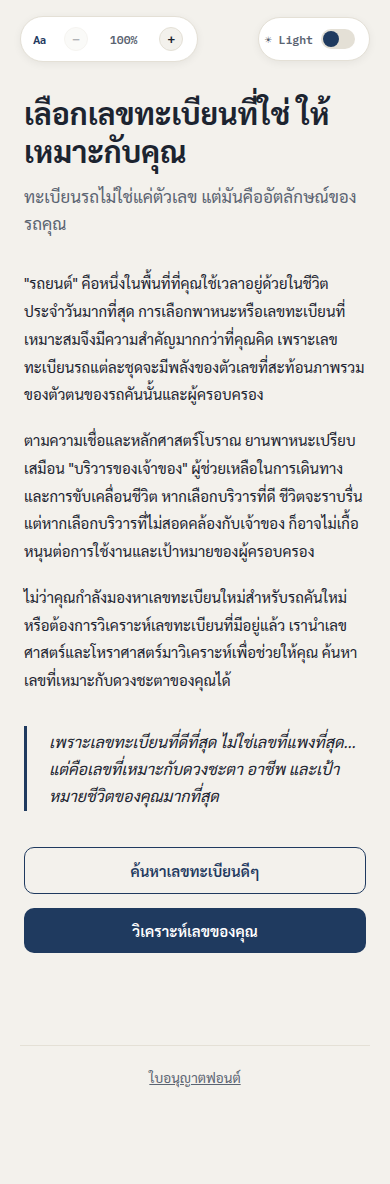 Aa − 100% + ☀ Light
เลือกเลขทะเบียนที่ใช่ ให้
เหมาะกับคุณ
ทะเบียนรถไม่ใช่แค่ตัวเลข แต่มันคืออัตลักษณ์ของ
รถคุณ
"รถยนต์" คือหนึ่งในพื้นที่ที่คุณใช้เวลาอยู่ด้วยในชีวิต
ประจำวันมากที่สุด การเลือกพาหนะหรือเลขทะเบียนที่
เหมาะสมจึงมีความสำคัญมากกว่าที่คุณคิด เพราะเลข
ทะเบียนรถแต่ละชุดจะมีพลังของตัวเลขที่สะท้อนภาพรวม
ของตัวตนของรถคันนั้นและผู้ครอบครอง
ตามความเชื่อและหลักศาสตร์โบราณ ยานพาหนะเปรียบ
เสมือน "บริวารของเจ้าของ" ผู้ช่วยเหลือในการเดินทาง
และการขับเคลื่อนชีวิต หากเลือกบริวารที่ดี ชีวิตจะราบรื่น
แต่หากเลือกบริวารที่ไม่สอดคล้องกับเจ้าของ ก็อาจไม่เกื้อ
หนุนต่อการใช้งานและเป้าหมายของผู้ครอบครอง
ไม่ว่าคุณกำลังมองหาเลขทะเบียนใหม่สำหรับรถคันใหม่
หรือต้องการวิเคราะห์เลขทะเบียนที่มีอยู่แล้ว เรานำเลข
ศาสตร์และโหราศาสตร์มาวิเคราะห์เพื่อช่วยให้คุณ ค้นหา
เลขที่เหมาะกับดวงชะตาของคุณได้
เพราะเลขทะเบียนที่ดีที่สุด ไม่ใช่เลขที่แพงที่สุด...
แต่คือเลขที่เหมาะกับดวงชะตา อาชีพ และเป้า
หมายชีวิตของคุณมากที่สุด
ค้นหาเลขทะเบียนดีๆ
วิเคราะห์เลขของคุณ
ใบอนุญาตฟอนต์